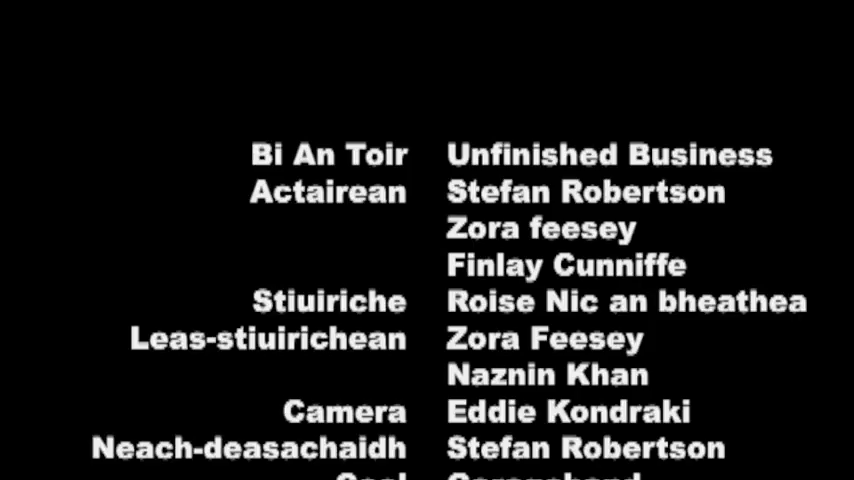 Bi An Toir Unfinished Business
Actairean Stefan Robertson
Zora feesey
Finlay Cunniffe
Stiuiriche Roise Nic an bheathea
Leas-stiuirichean Zora Feesey
Naznin Khan
Camera Eddie Kondraki
Neach-deasachaidh Stefan Robertson